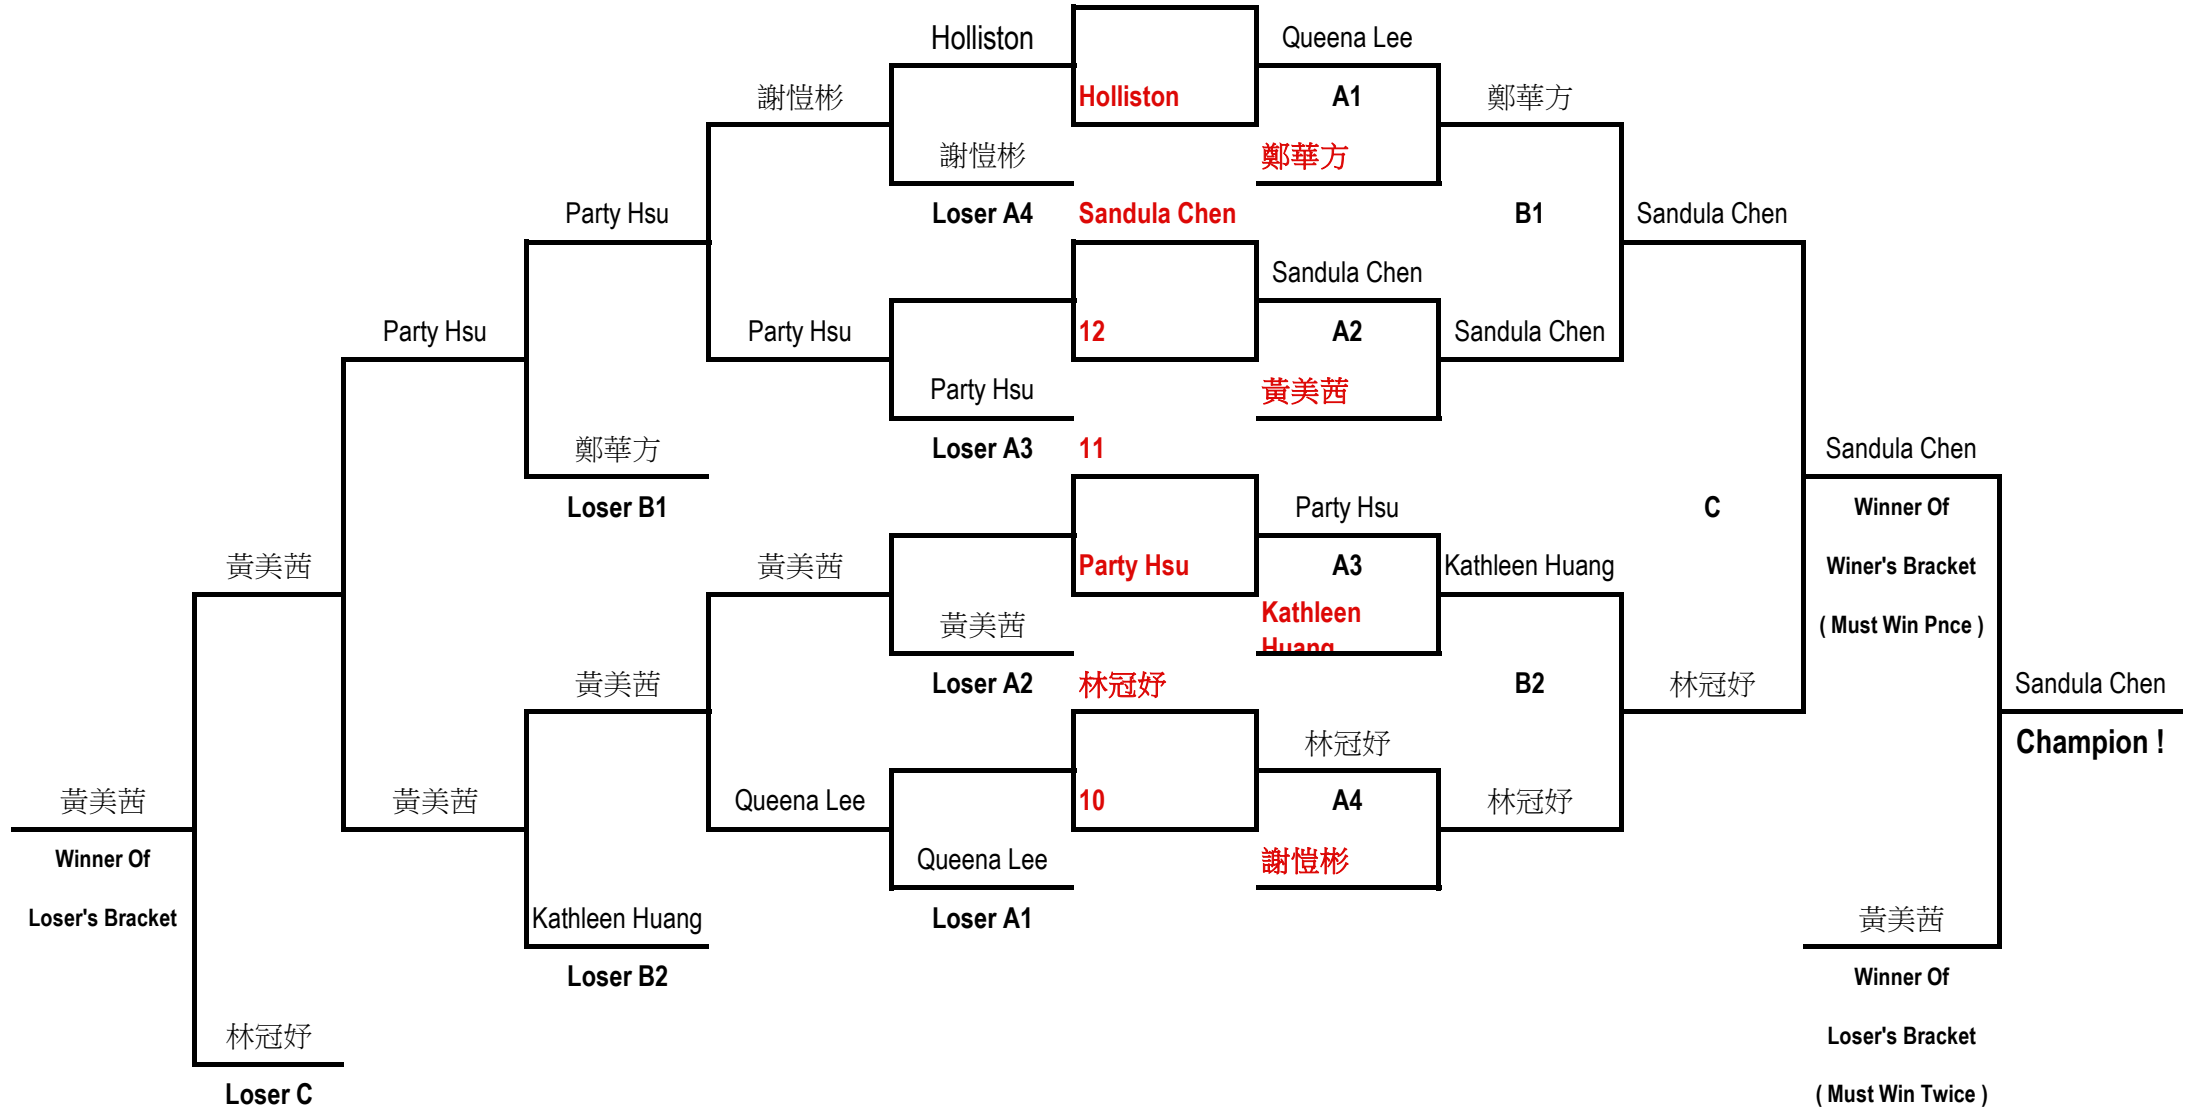 Holliston
Queena Lee
謝愷彬
Holliston
A1
鄭華方
謝愷彬
鄭華方
Party Hsu
Loser A4
Sandula Chen
B1
Sandula Chen
Sandula Chen
Party Hsu
Party Hsu
12
A2
Sandula Chen
Party Hsu
黃美茜
鄭華方
Loser A3
11
Sandula Chen
Loser B1
Party Hsu
C
Winner Of
黃美茜
黃美茜
Party Hsu
A3
Kathleen Huang
Winer's Bracket
黃美茜
Kathleen
Huang
( Must Win Pnce )
黃美茜
Loser A2
林冠妤
B2
林冠妤
Sandula Chen
林冠妤
Champion !
黃美茜
黃美茜
Queena Lee
10
A4
林冠妤
Winner Of
Queena Lee
謝愷彬
Loser's Bracket
Kathleen Huang
Loser A1
黃美茜
Loser B2
Winner Of
林冠妤
Loser's Bracket
Loser C
( Must Win Twice )